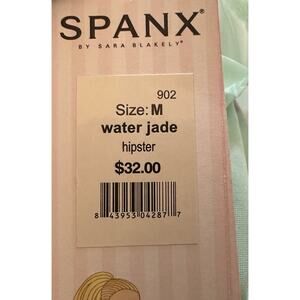 SPANX®
BY SARA BLAKELY®
902
Size: M
water jade
hipster
$32.00
8 43953 04287 7